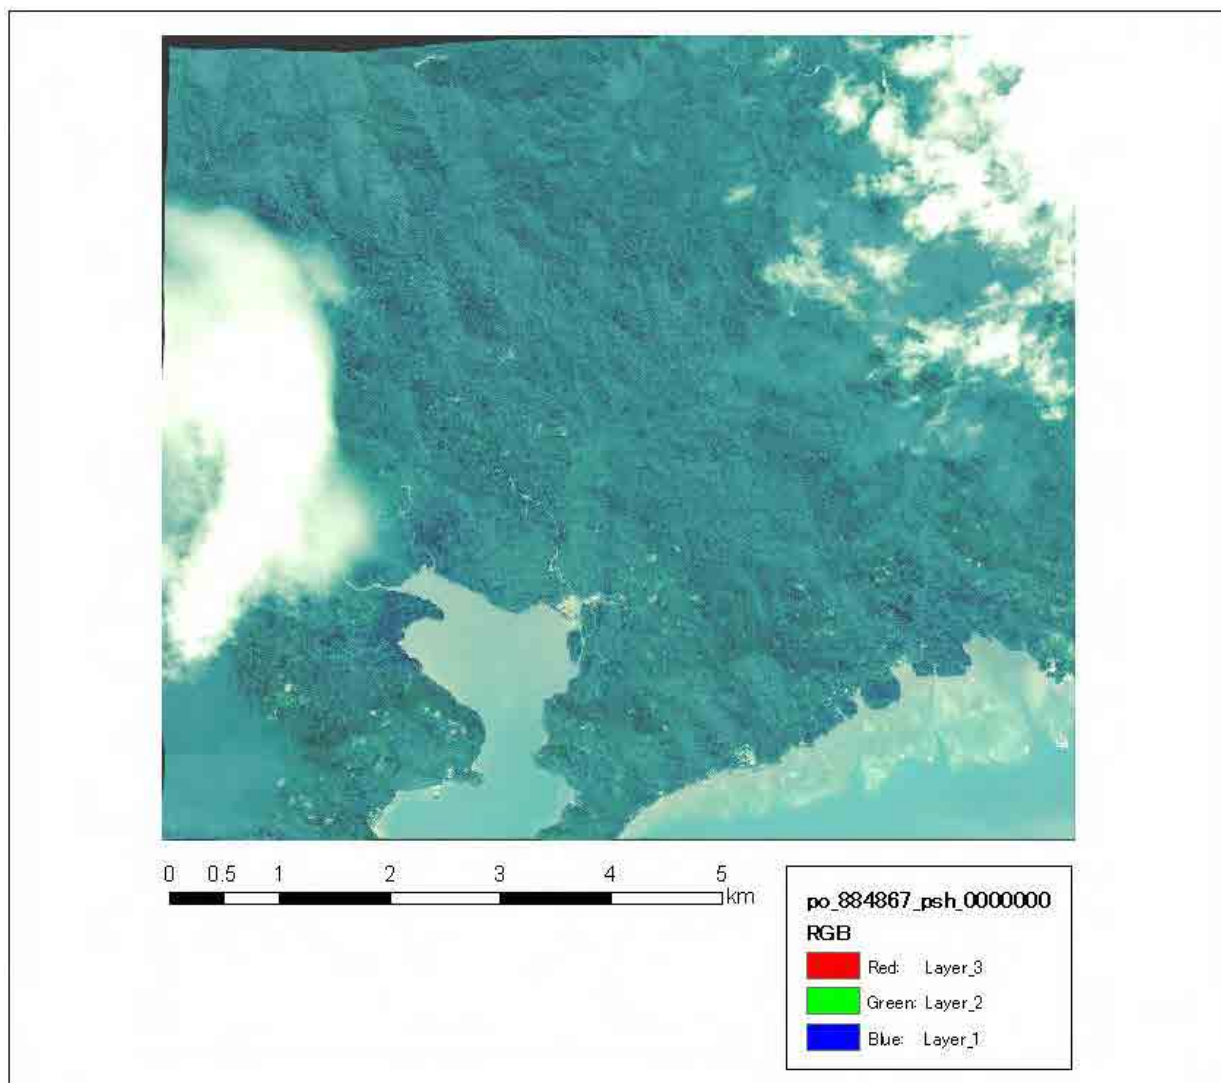 0 0.5 1 2 3 4 5
km
po_884867_psh_0000000
RGB
Red: Layer_3
Green: Layer_2
Blue: Layer_1